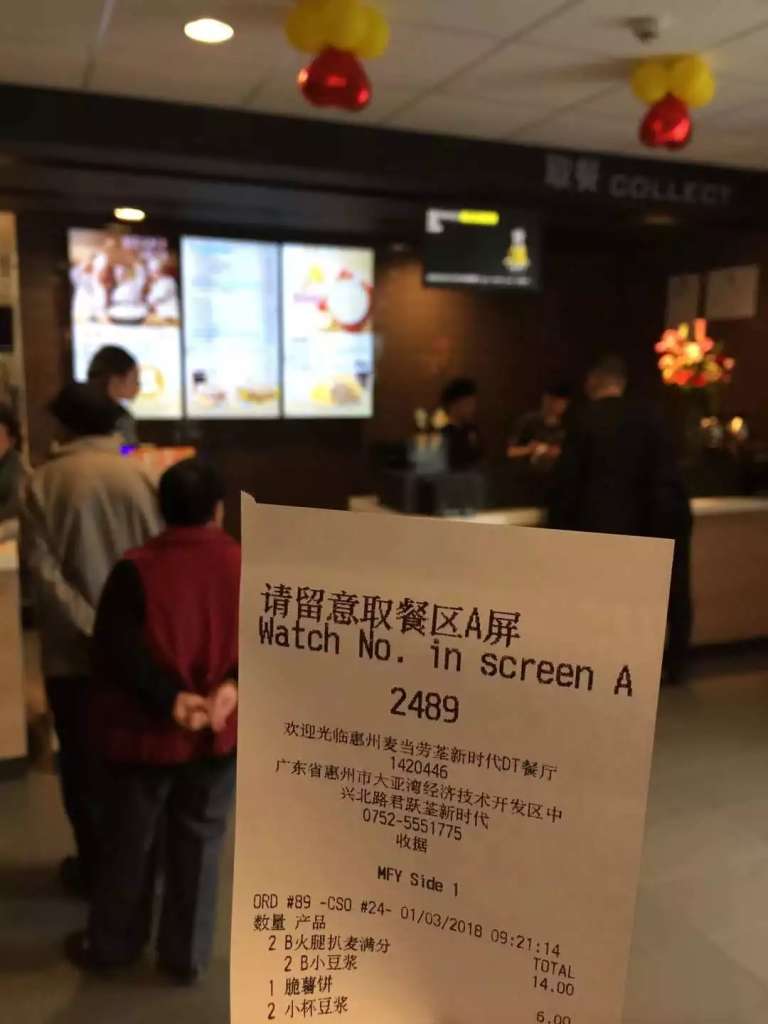 取餐 COLLECT
请留意取餐区A屏
Watch No. in screen A
2489
欢迎光临惠州麦当劳荃新时代DT餐厅
1420446
广东省惠州市大亚湾经济技术开发区中
兴北路君跃荃新时代
0752-5551775
收据
MFY Side 1
ORD #89 -CSO #24- 01/03/2018 09:21:14
数量 产品 TOTAL
2 B火腿扒麦满分 14.00
2 B小豆浆
1 脆薯饼 6.00
2 小杯豆浆